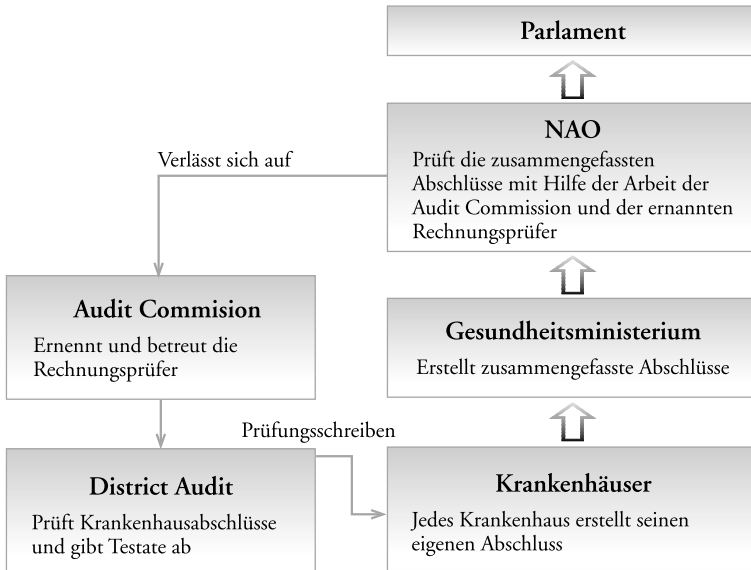 Parlament
NAO
Prüft die zusammengefassten
Abschlüsse mit Hilfe der Arbeit der
Audit Commission und der ernannten
Rechnungsprüfer
Verlässt sich auf
Audit Commision
Ernennt und betreut die
Rechnungsprüfer
Gesundheitsministerium
Erstellt zusammengefasste Abschlüsse
Prüfungsschreiben
District Audit
Prüft Krankenhausabschlüsse
und gibt Testate ab
Krankenhäuser
Jedes Krankenhaus erstellt seinen
eigenen Abschluss